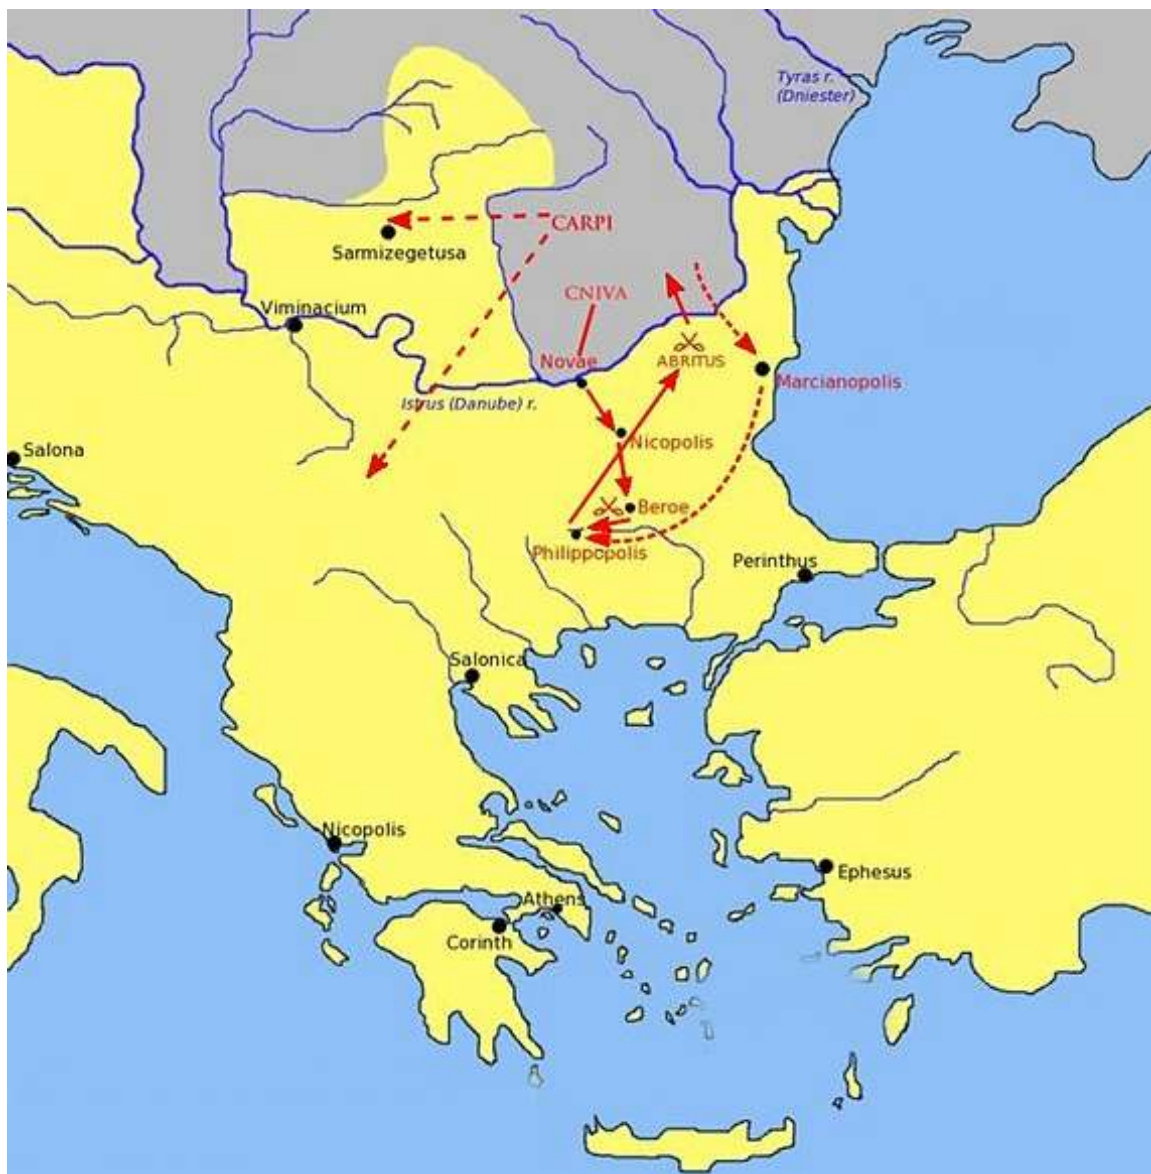 Tyras r.
(Dniester)
CARPI
Sarmizegetusa
CNIVA
Viminacium
Novae
ABRITUS
Marcianopolis
Istrus (Danube) r.
Nicopolis
Salona
Beroe
Philippopolis
Perinthus
Salonica
Nicopolis
Ephesus
Athens
Corinth